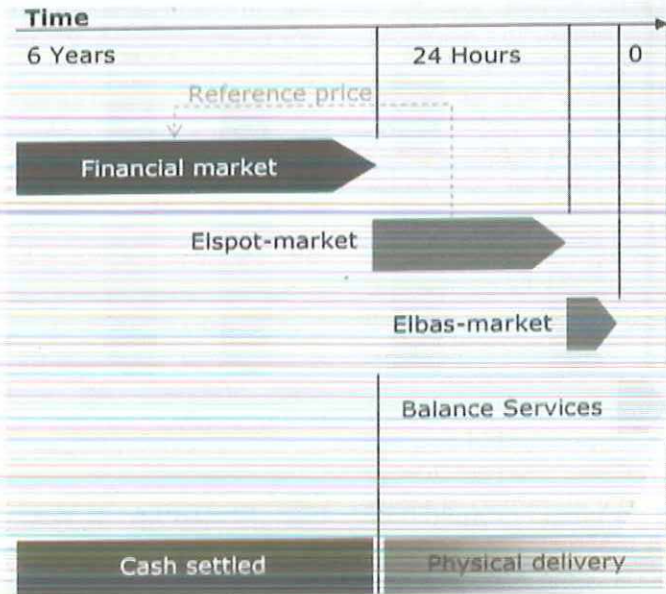 Time
6 Years 24 Hours 0
Reference price
Financial market
Elspot-market
Elbas-market
Balance Services
Cash settled Physical delivery